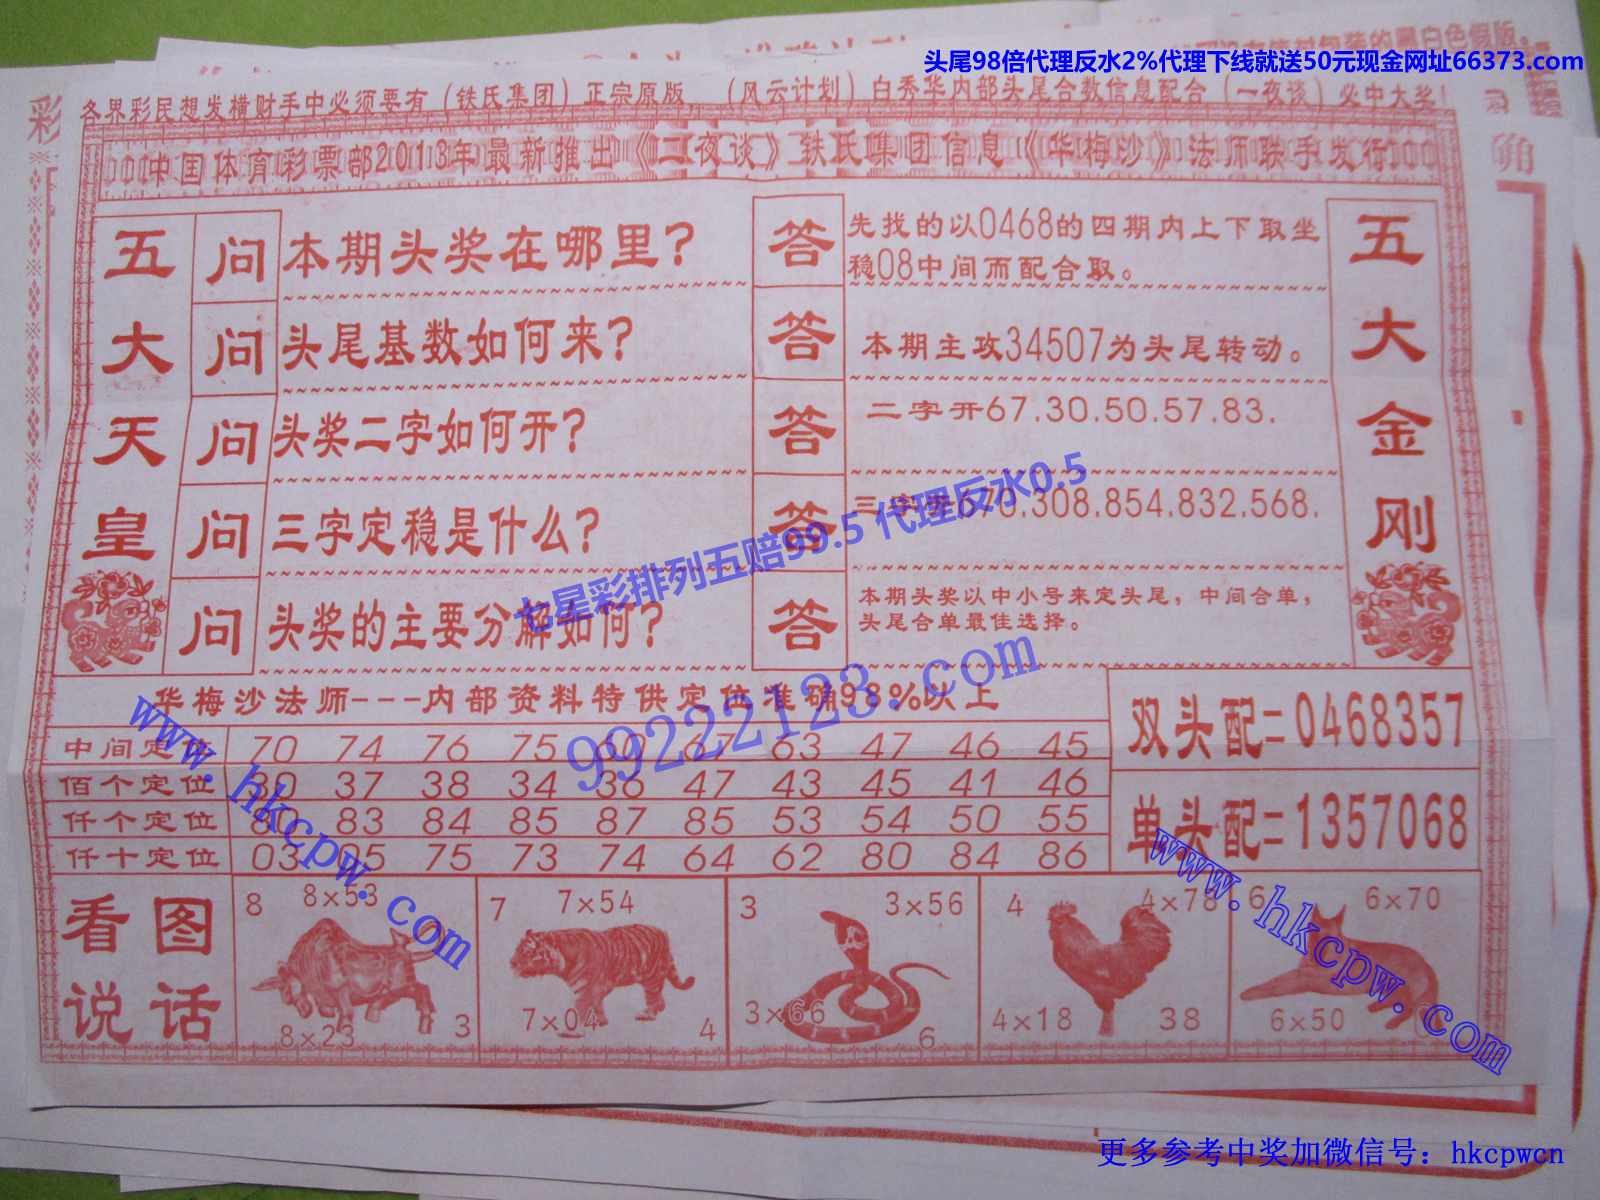 头尾98倍代理反水2%代理下线就送50元现金网址66373.com
各界彩民想发横财手中必须要有（铁氏集团）正宗原版，（风云计划）白秀华内部头尾合数信息配合（一夜谈）必中大奖！
中国体育彩票部2013年最新推出《二夜谈》铁氏集团信息《华梅沙》法师联手发行
五大天皇
问 本期头奖在哪里？
答 先找的以0468的四期内上下取坐
稳08中间而配合取。
问 头尾基数如何来？
答 本期主攻34507为头尾转动。
问 头奖二字如何开？
答 二字开67.30.50.57.83.
问 三字定稳是什么？
答 三字开670.308.854.832.568.
问 头奖的主要分解如何？
答 本期头奖以中小号来定头尾，中间合单，
头尾合单最佳选择。
五大金刚
七星彩排列五赔99.5 代理反水0.5
99222123.com
华梅沙法师---内部资料特供定位准确98%以上
中间定位 70 74 76 75 60 67 63 47 46 45
佰个定位 30 37 38 34 36 47 43 45 41 46
仟个定位 80 83 84 85 87 85 53 54 50 55
仟十定位 03 05 75 73 74 64 62 80 84 86
双头配=0468357
单头配=1357068
www.hkcpw.com
www.hkcpw.com
看图说话
8 8×53
8×23 3
7 7×54
7×04 4
3 3×56
3×66 6
4 4×78
4×18 38
6 6×70
6×50
更多参考中奖加微信号：hkcpwcn